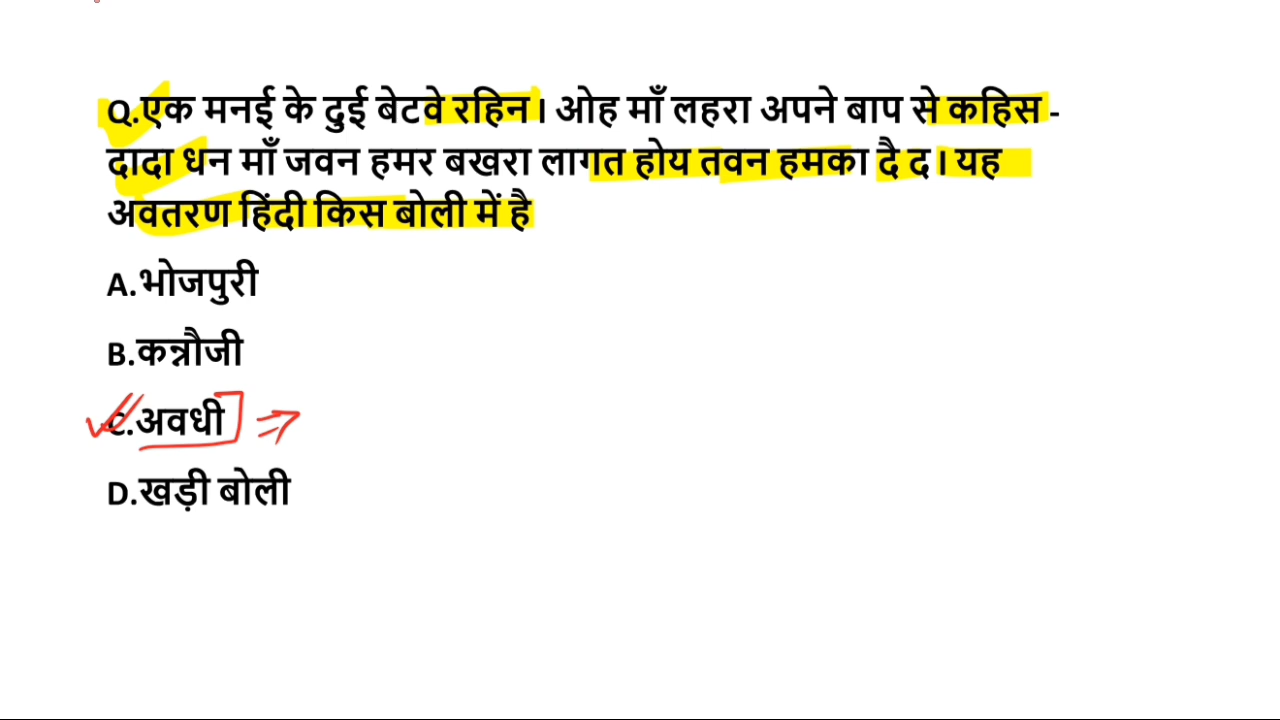 Q.एक मनई के दुई बेटवे रहिन। ओह माँ लहरा अपने बाप से कहिस -
दादा धन माँ जवन हमर बखरा लागत होय तवन हमका दै द। यह
अवतरण हिंदी किस बोली में है
A.भोजपुरी
B.कन्नौजी
C.अवधी
D.खड़ी बोली